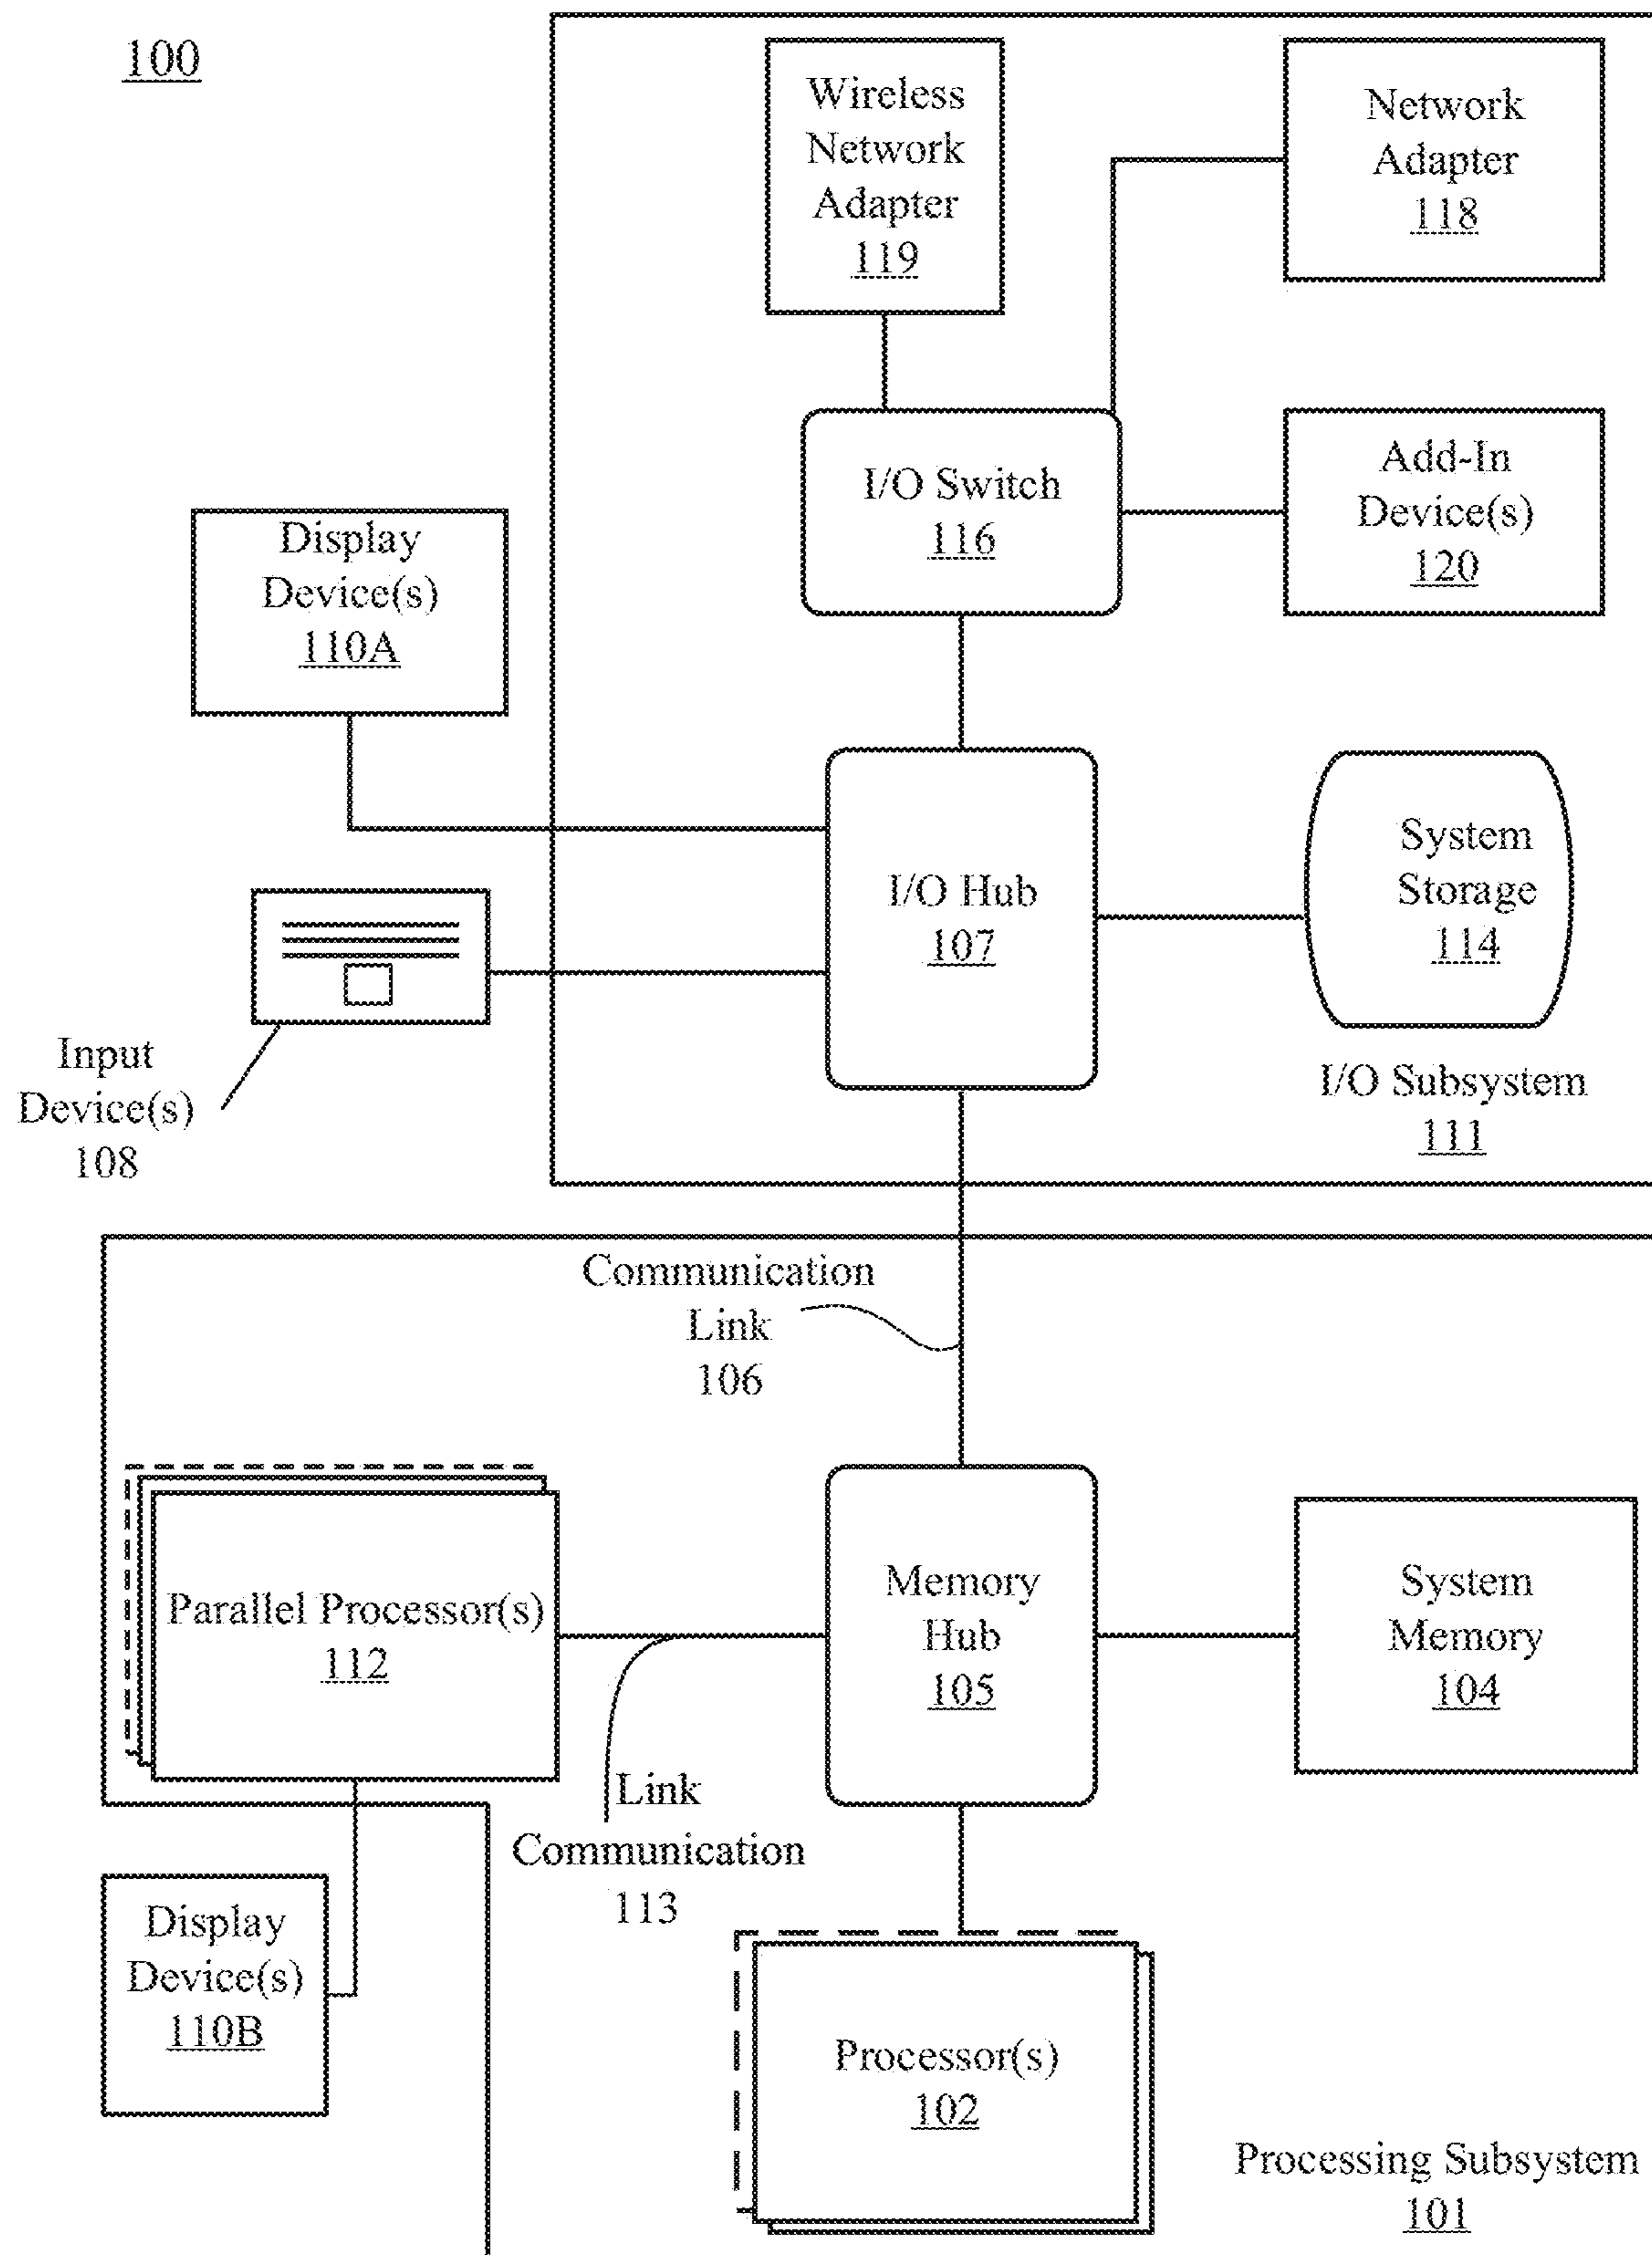 100
Wireless
Network
Adapter
119
Network
Adapter
118
I/O Switch
116
Add-In
Device(s)
120
Display
Device(s)
110A
I/O Hub
107
System
Storage
114
Input
Device(s)
108
I/O Subsystem
111
Communication
Link
106
Parallel Processor(s)
112
Memory
Hub
105
System
Memory
104
Link
Communication
113
Display
Device(s)
110B
Processor(s)
102
Processing Subsystem
101